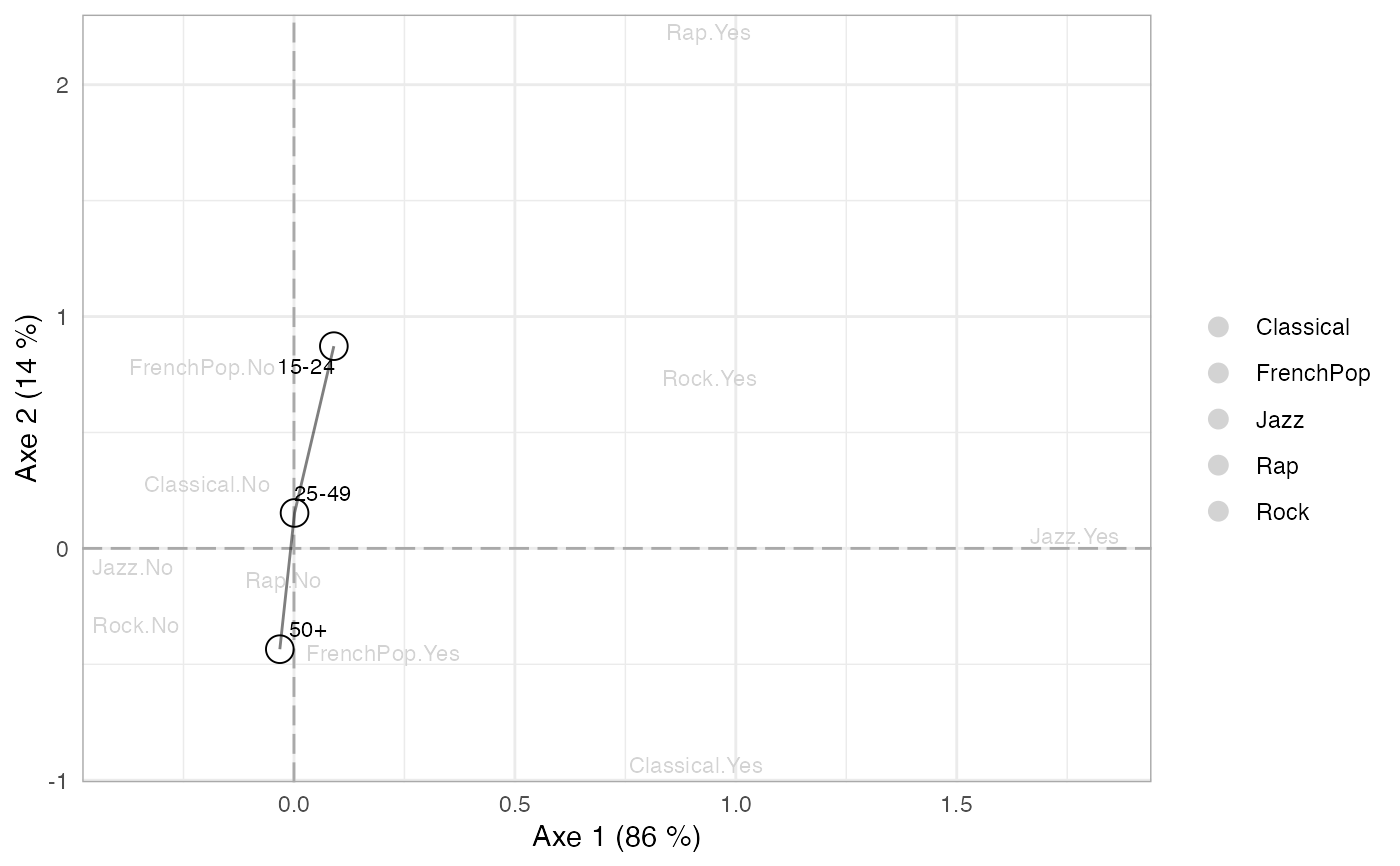 Rap.Yes
2
1
FrenchPop.No
15-24
Rock.Yes
Classical.No
25-49
Jazz.Yes
0
Jazz.No
Rap.No
Rock.No
50+
FrenchPop.Yes
Classical.Yes
-1
0.0
0.5
1.0
1.5
Axe 1 (86 %)
Axe 2 (14 %)
Classical
FrenchPop
Jazz
Rap
Rock